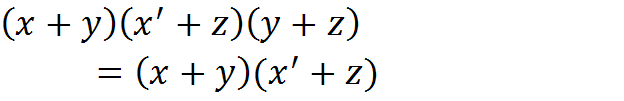 (x + y)(x′ + z)(y + z)
= (x + y)(x′ + z)